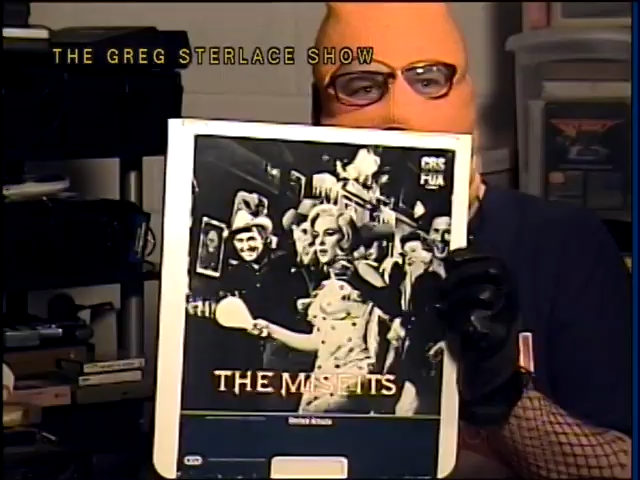 THE GREG STERLACE SHOW
CBS
FOX
THE MISFITS